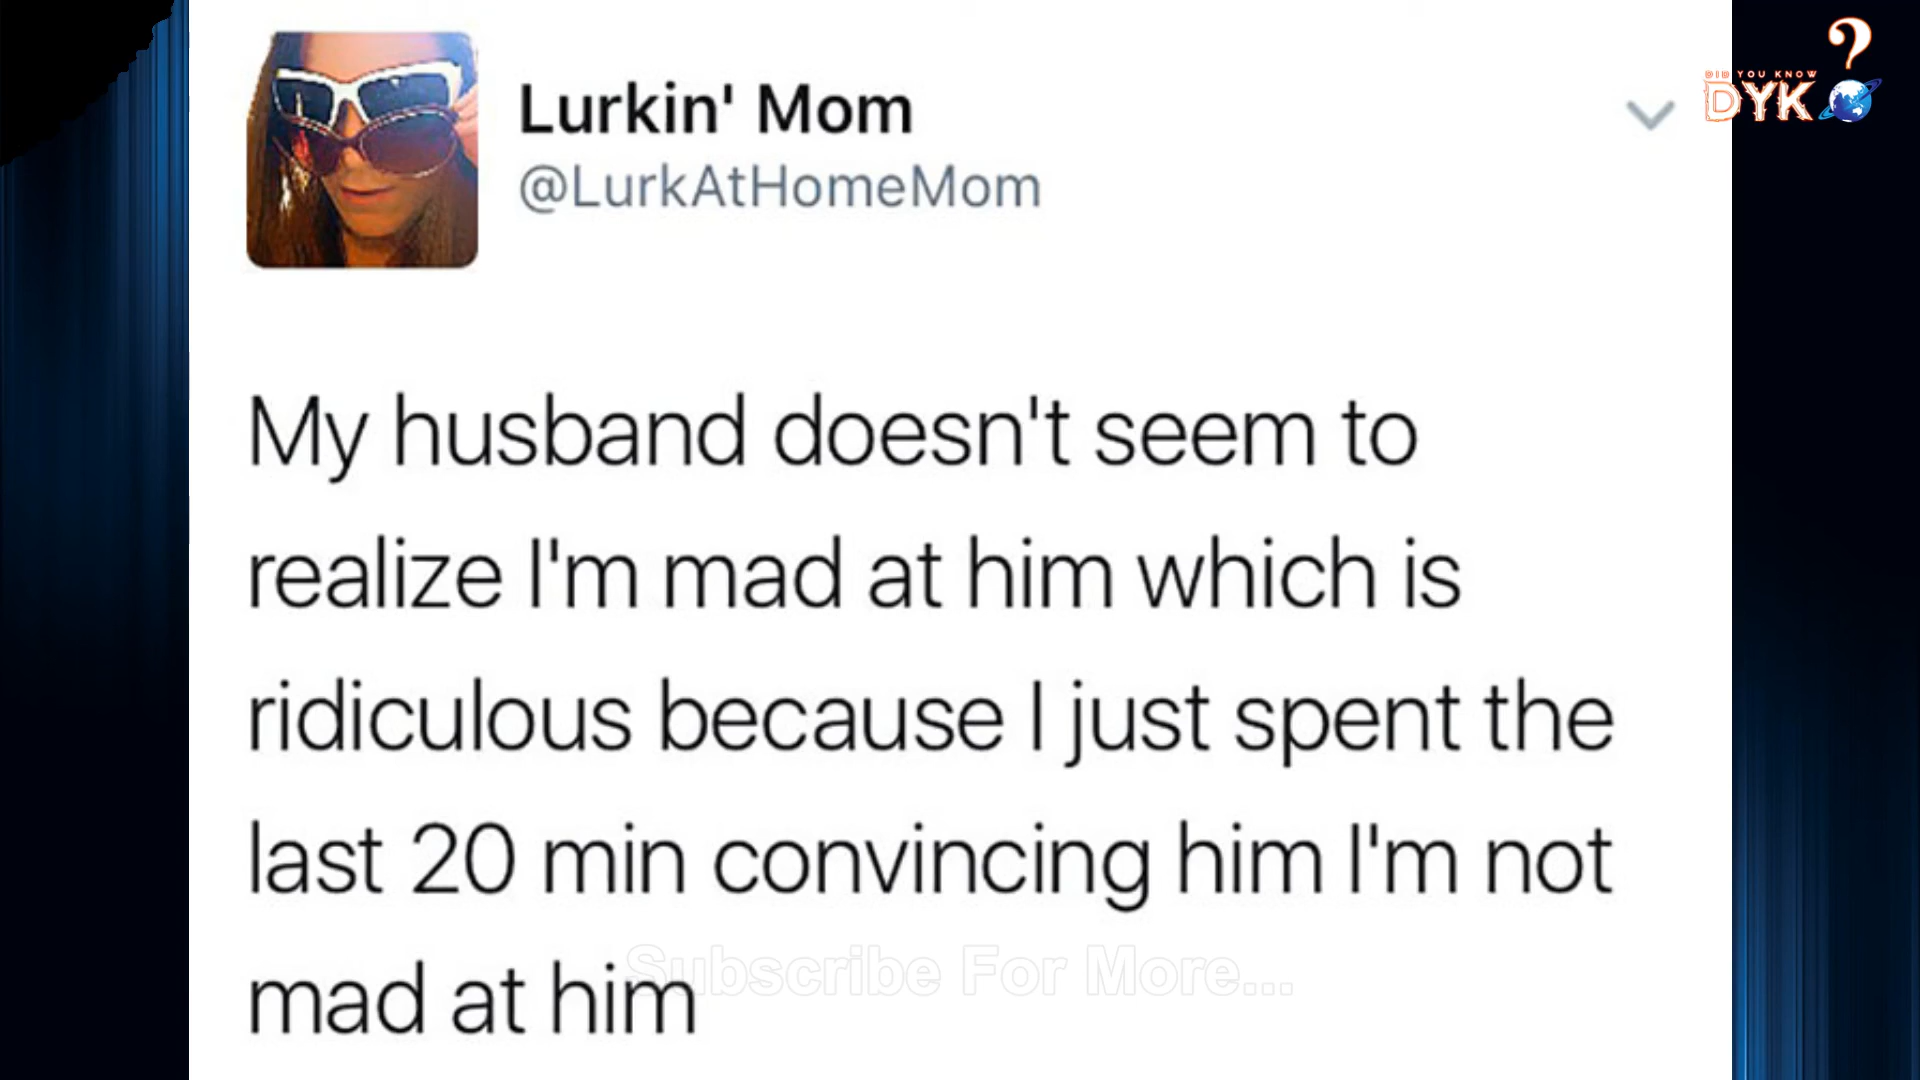 Lurkin' Mom
@LurkAtHomeMom
?
DID YOU KNOW
DYK
My husband doesn't seem to
realize I'm mad at him which is
ridiculous because I just spent the
last 20 min convincing him I'm not
mad at him
Subscribe For More...